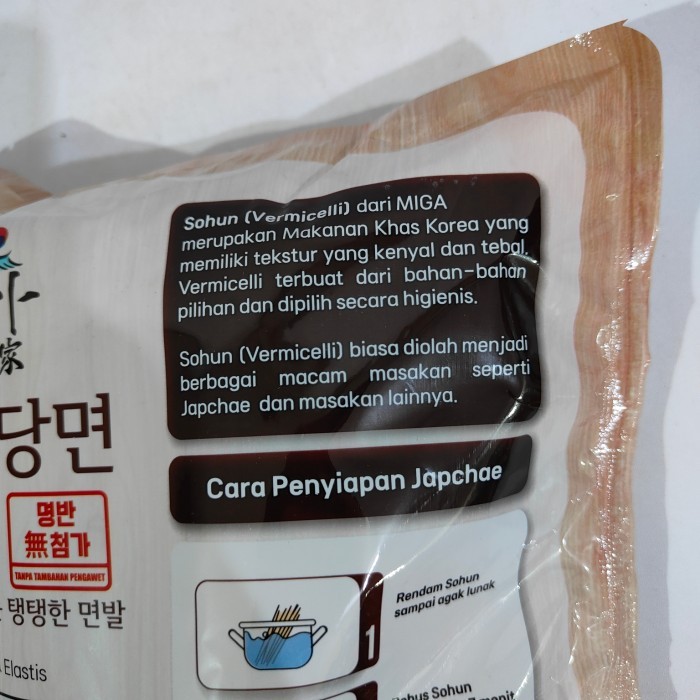 Sohun (Vermicelli) dari MIGA
merupakan Makanan Khas Korea yang
memiliki tekstur yang kenyal dan tebal.
Vermicelli terbuat dari bahan-bahan
pilihan dan dipilih secara higienis.
Sohun (Vermicelli) biasa diolah menjadi
berbagai macam masakan seperti
Japchae dan masakan lainnya.
Cara Penyiapan Japchae
Rendam Sohun
sampai agak lunak
1
Sohun
당면
명반
無첨가
TANPA TAMBAHAN PENGAWET
탱탱한 면발
Elastis